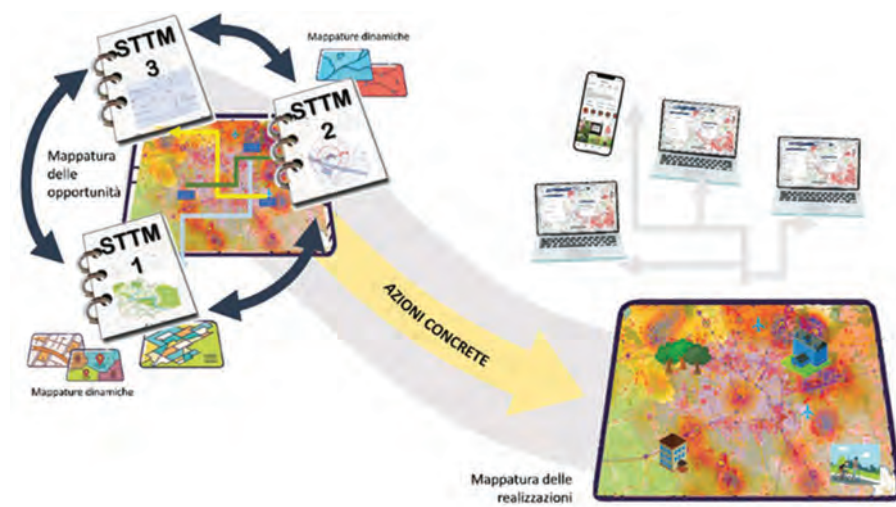 STTM
3
Mappature dinamiche
STTM
2
Mappatura
delle
opportunità
STTM
1
Mappature dinamiche
AZIONI CONCRETE
Mappatura delle
realizzazioni